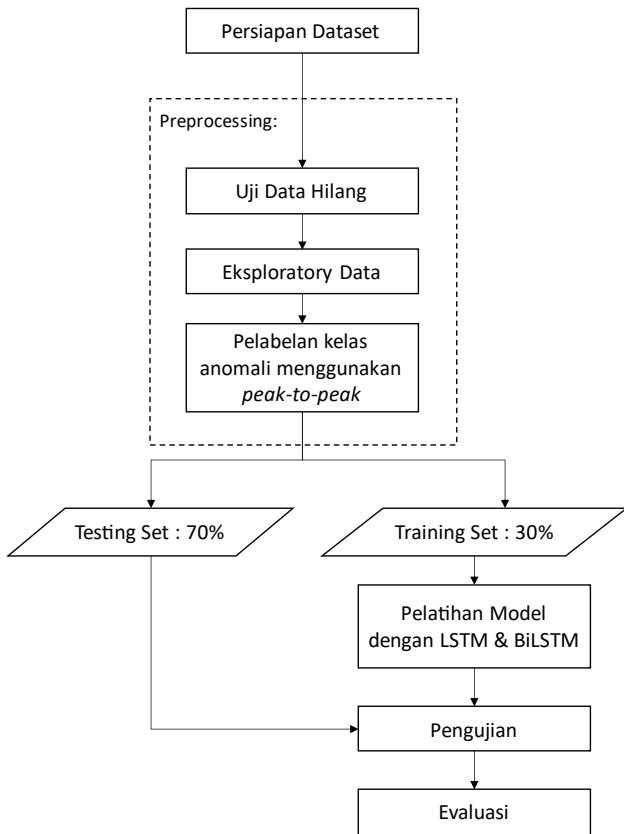 Persiapan Dataset
Preprocessing:
Uji Data Hilang
Eksploratory Data
Pelabelan kelas
anomali menggunakan
peak-to-peak
Testing Set : 70%
Training Set : 30%
Pelatihan Model
dengan LSTM & BiLSTM
Pengujian
Evaluasi